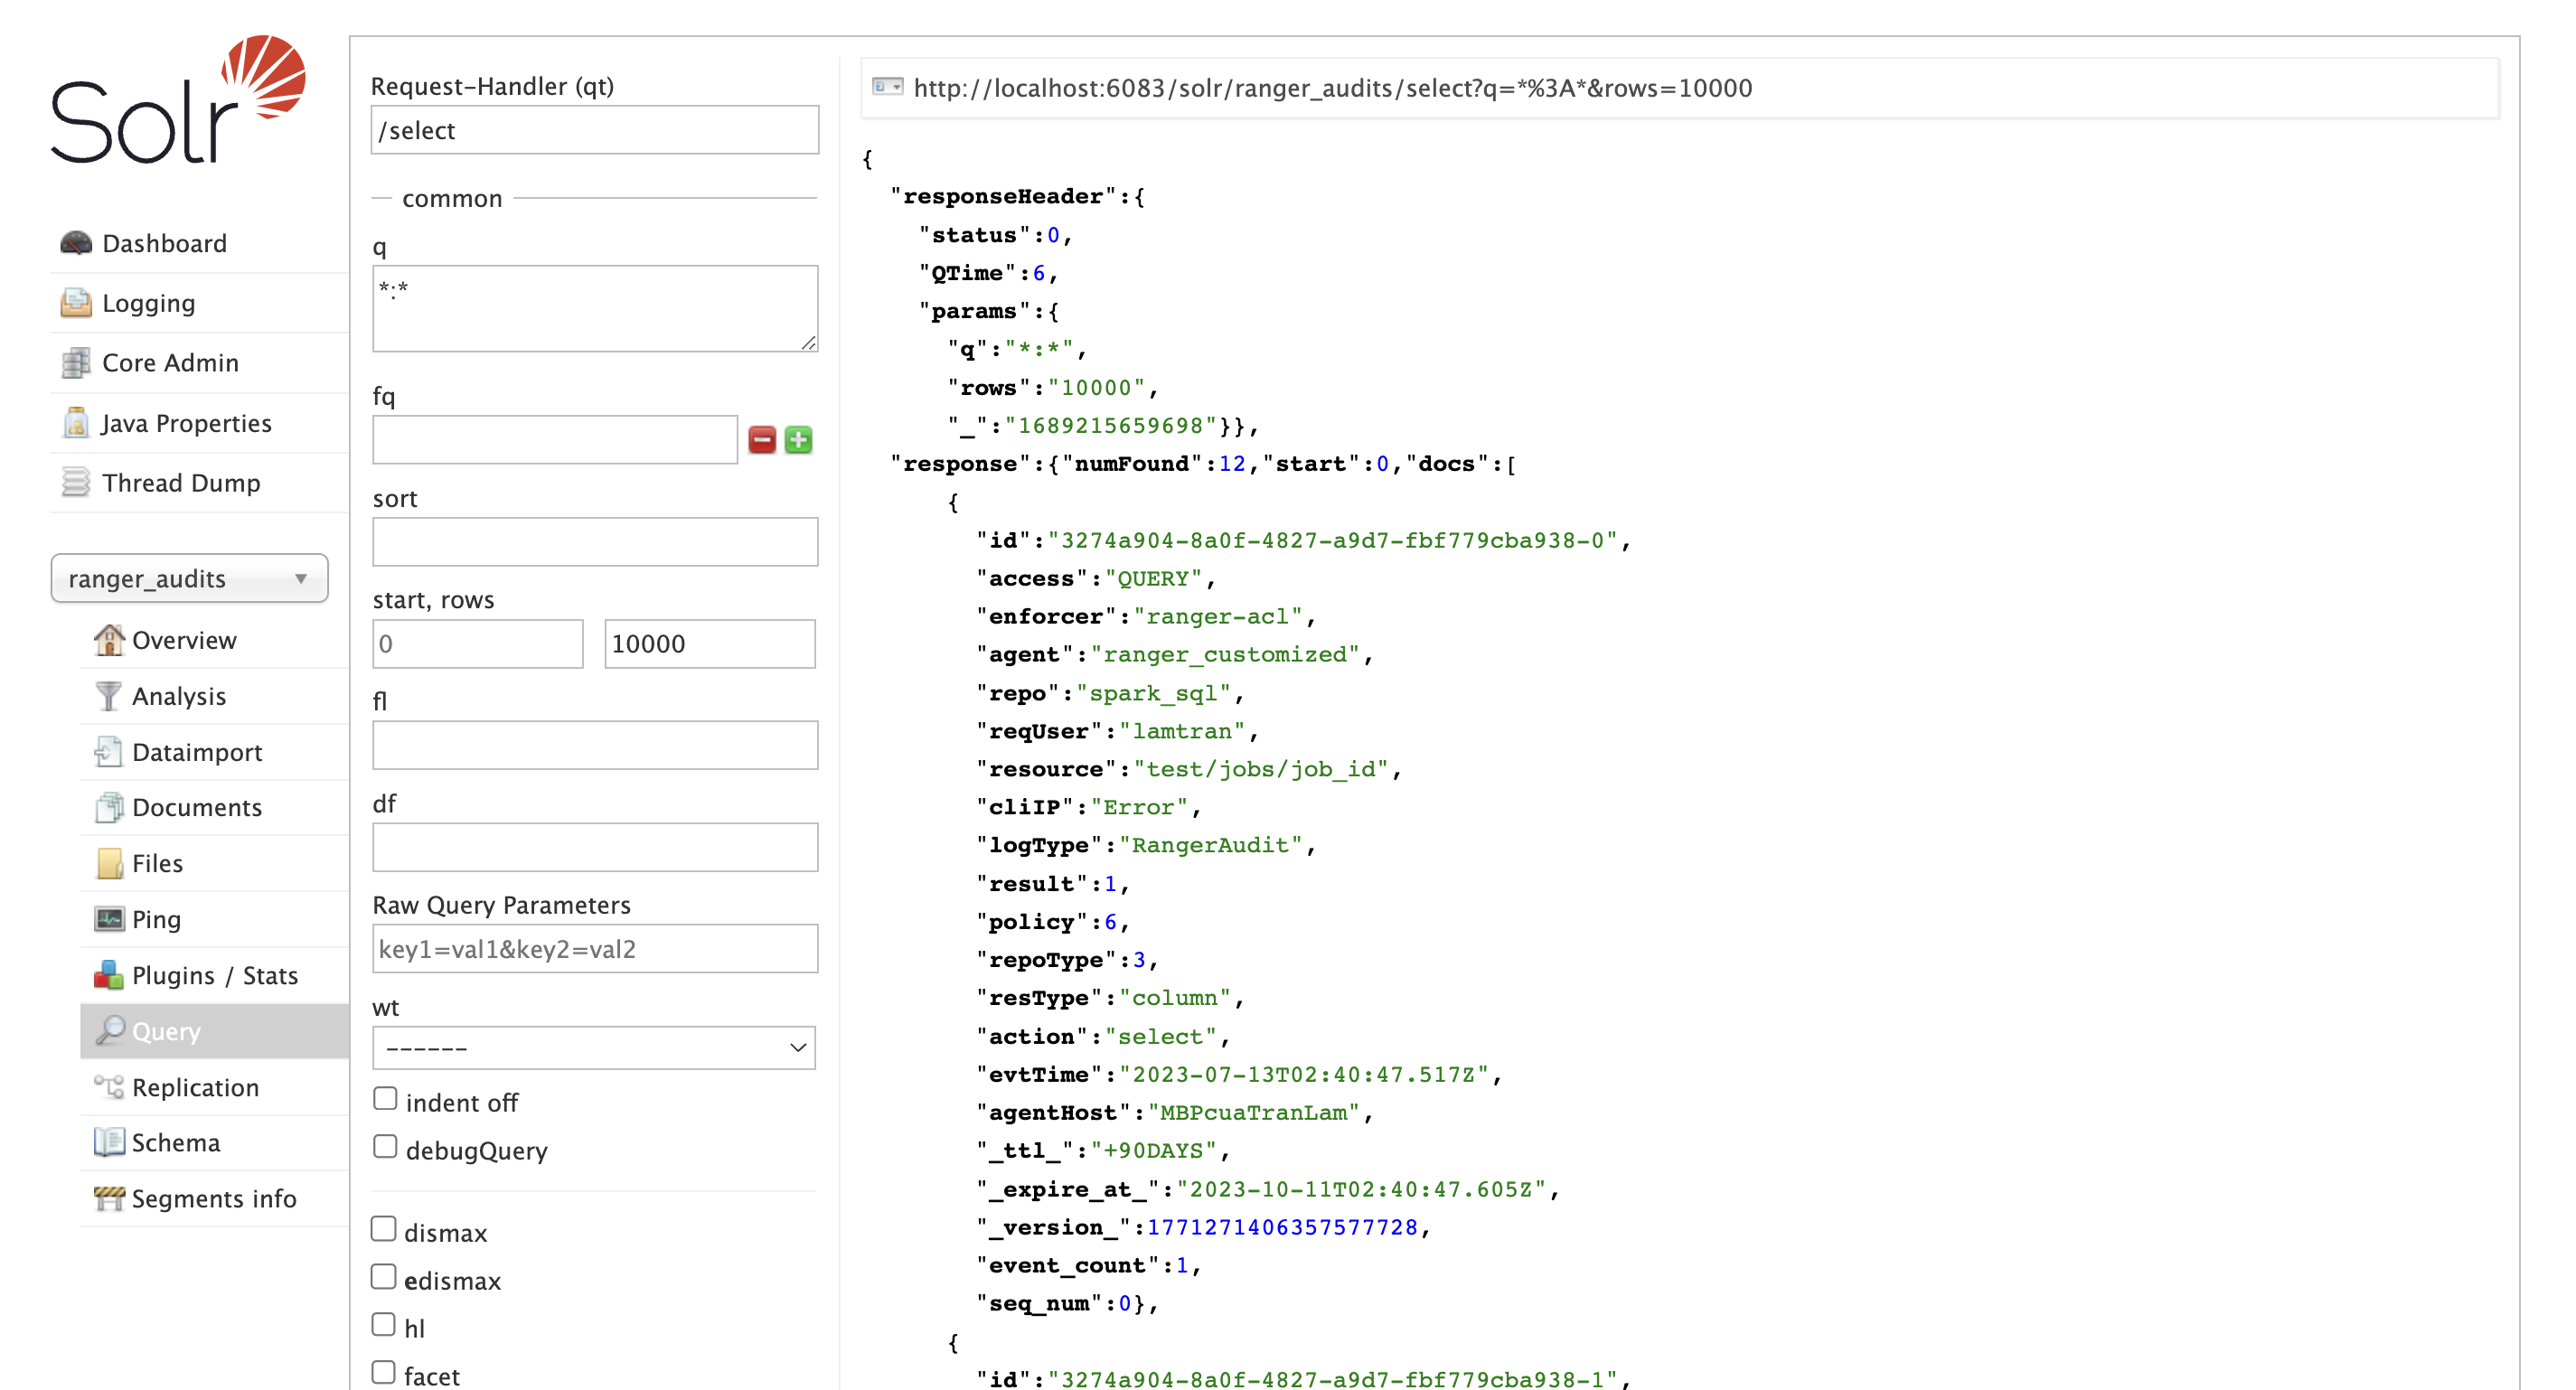 Solr
Dashboard
Logging
Core Admin
Java Properties
Thread Dump
ranger_audits
Overview
Analysis
Dataimport
Documents
Files
Ping
Plugins / Stats
Query
Replication
Schema
Segments info
Request-Handler (qt)
/select
common
q
*:*
fq
sort
start, rows
0 10000
fl
df
Raw Query Parameters
key1=val1&key2=val2
wt
------
indent off
debugQuery
dismax
edismax
hl
facet
http://localhost:6083/solr/ranger_audits/select?q=*%3A*&rows=10000
{
"responseHeader":{
"status":0,
"QTime":6,
"params":{
"q":"*:*",
"rows":"10000",
"_":"1689215659698"}},
"response":{"numFound":12,"start":0,"docs":[
{
"id":"3274a904-8a0f-4827-a9d7-fbf779cba938-0",
"access":"QUERY",
"enforcer":"ranger-acl",
"agent":"ranger_customized",
"repo":"spark_sql",
"reqUser":"lamtran",
"resource":"test/jobs/job_id",
"cliIP":"Error",
"logType":"RangerAudit",
"result":1,
"policy":6,
"repoType":3,
"resType":"column",
"action":"select",
"evtTime":"2023-07-13T02:40:47.517Z",
"agentHost":"MBPcuaTranLam",
"_ttl_":"+90DAYS",
"_expire_at_":"2023-10-11T02:40:47.605Z",
"_version_":1771271406357577728,
"event_count":1,
"seq_num":0},
{
"id":"3274a904-8a0f-4827-a9d7-fbf779cba938-1",